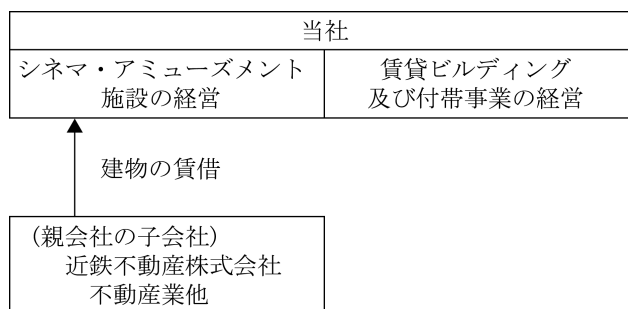 当社
シネマ・アミューズメント
施設の経営
賃貸ビルディング
及び付帯事業の経営
建物の賃借
(親会社の子会社)
近鉄不動産株式会社
不動産業他